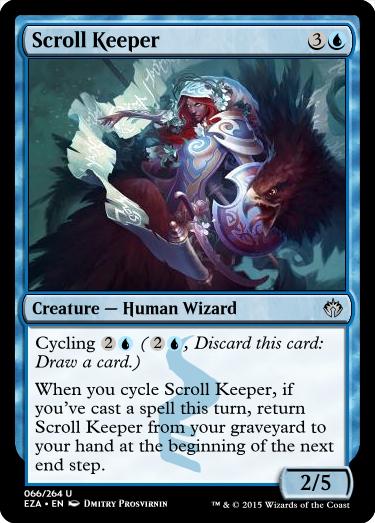 Scroll Keeper 3
Creature — Human Wizard
Cycling 2 ( 2 , Discard this card:
Draw a card.)
When you cycle Scroll Keeper, if
you've cast a spell this turn, return
Scroll Keeper from your graveyard to
your hand at the beginning of the next
end step.
2/5
066/264 U
EZA • EN Dmitry Prosvirnin
™ & © 2015 Wizards of the Coast